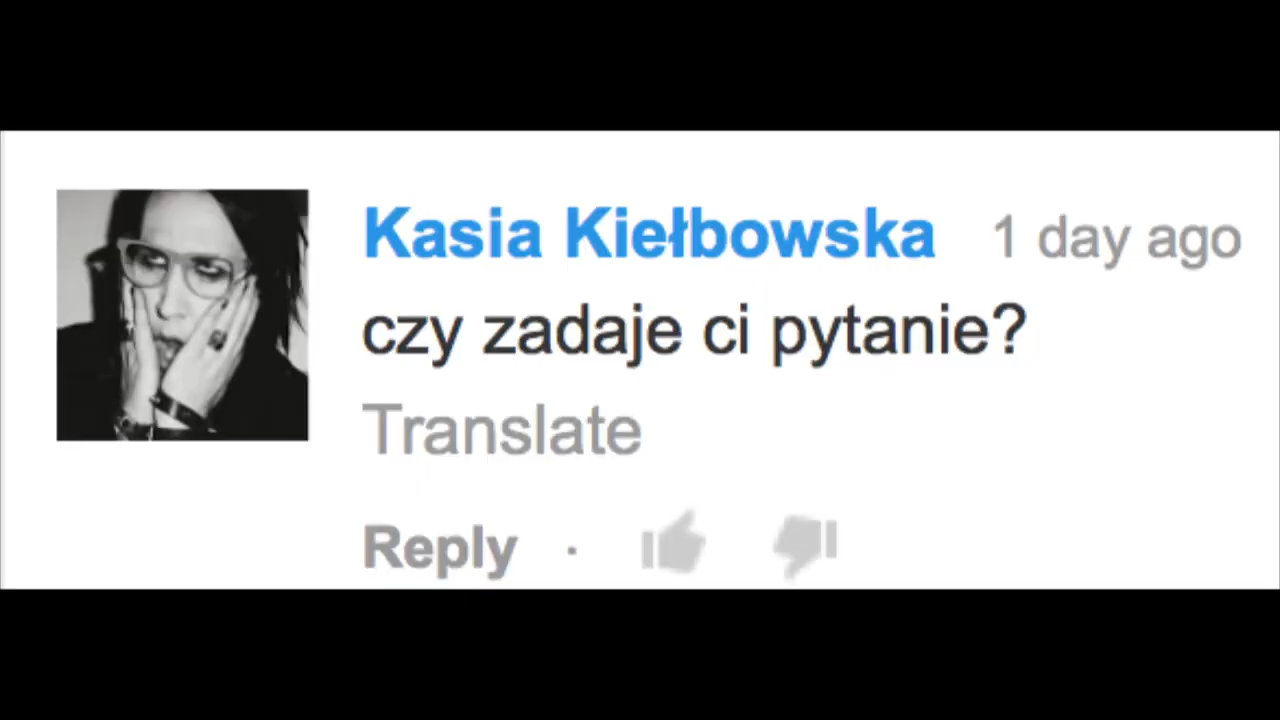 Kasia Kiełbowska 1 day ago
czy zadaje ci pytanie?
Translate
Reply ·